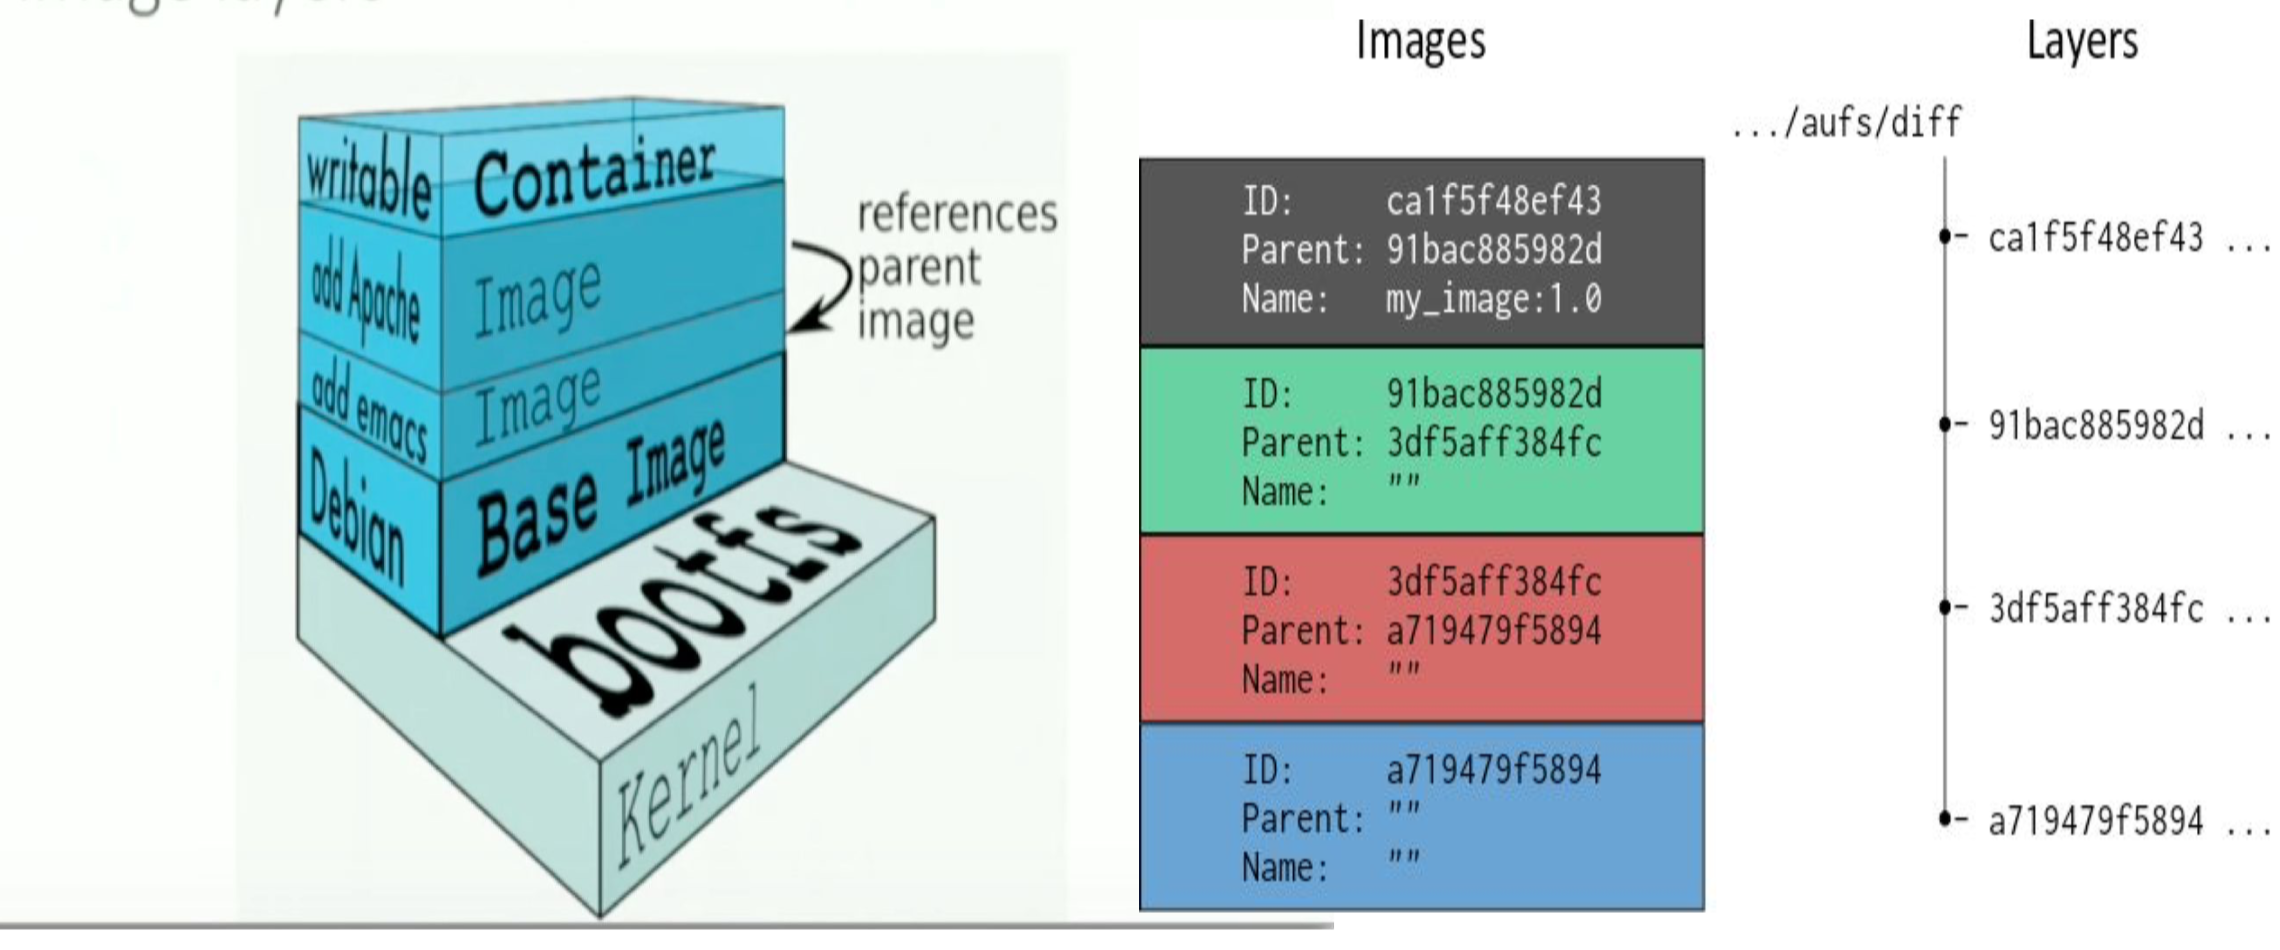 writable Container
add Apache Image
add emacs Image
Debian Base Image
bootfs
Kernel
references
parent
image
Images
ID: ca1f5f48ef43
Parent: 91bac885982d
Name: my_image:1.0
ID: 91bac885982d
Parent: 3df5aff384fc
Name: ""
ID: 3df5aff384fc
Parent: a719479f5894
Name: ""
ID: a719479f5894
Parent: ""
Name: ""
Layers
.../aufs/diff
ca1f5f48ef43 ...
91bac885982d ...
3df5aff384fc ...
a719479f5894 ...